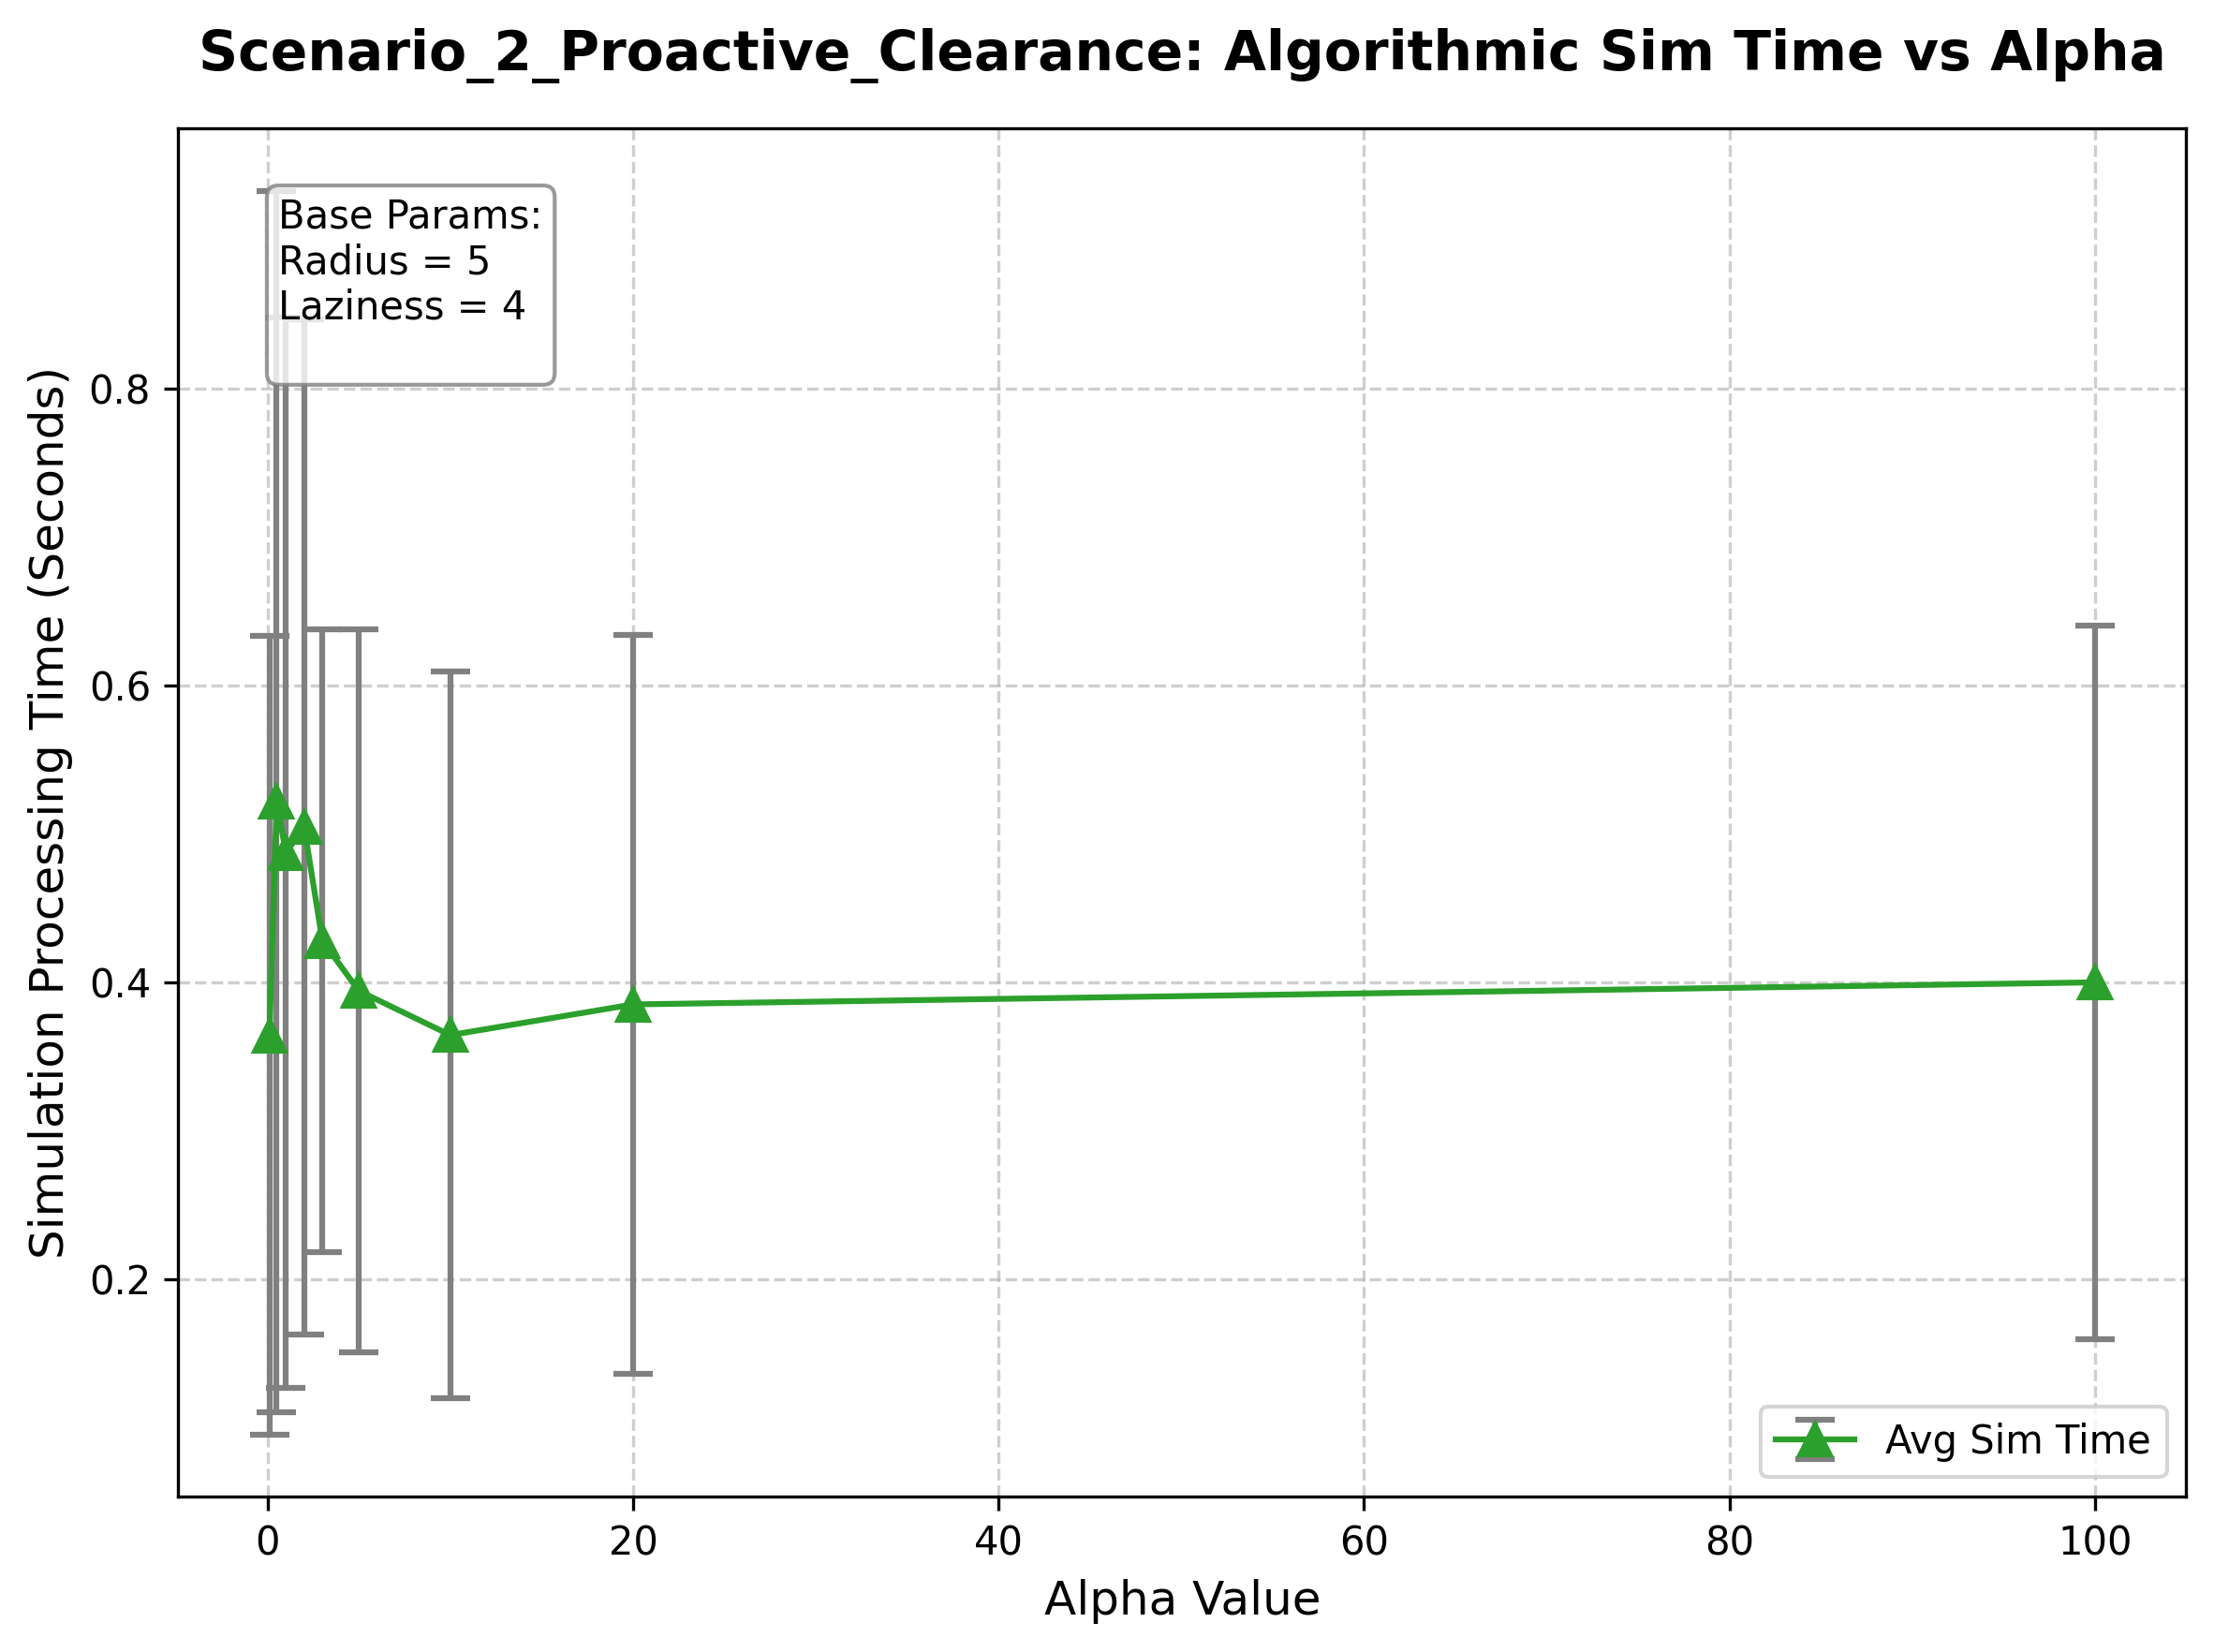 Scenario_2_Proactive_Clearance: Algorithmic Sim Time vs Alpha
Base Params:
Radius = 5
Laziness = 4
Simulation Processing Time (Seconds)
0.8
0.6
0.4
0.2
Avg Sim Time
0
20
40
60
80
100
Alpha Value